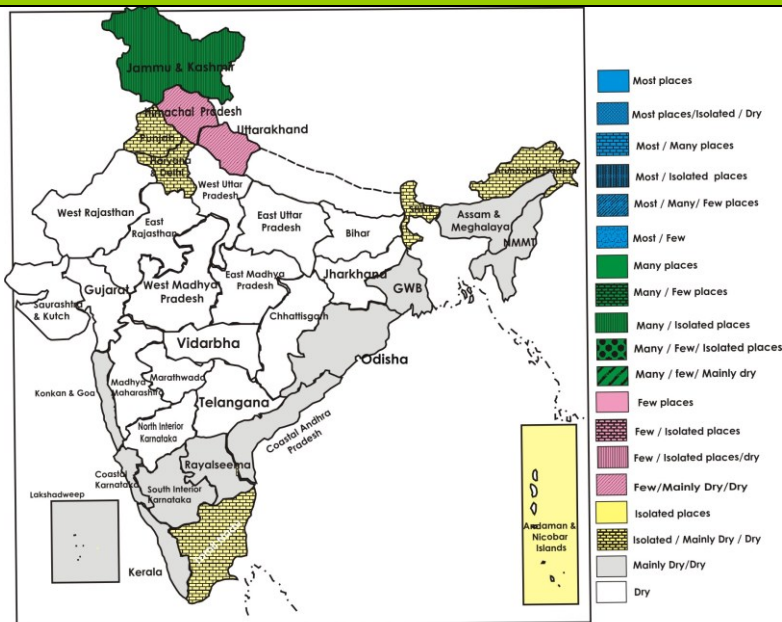 Jammu & Kashmir
Himachal Pradesh
Punjab
Uttarakhand
Haryana
& Delhi
West Uttar
Pradesh
West Rajasthan
East
Rajasthan
East Uttar
Pradesh
Bihar
Arunachal Pradesh
Assam &
Meghalaya
NMMT
Saurashtra
& Kutch
Gujarat
West Madhya
Pradesh
East Madhya
Pradesh
Jharkhand
GWB
Chhattisgarh
Vidarbha
Odisha
Konkan & Goa
Madhya
Maharashtra
Marathwada
Telangana
North Interior
Karnataka
Coastal Andhra
Pradesh
Coastal
Karnataka
Rayalseema
South Interior
Karnataka
Lakshadweep
Kerala
Andaman &
Nicobar
Islands
Most places
Most places/Isolated / Dry
Most / Many places
Most / Isolated places
Most / Many/ Few places
Most / Few
Many places
Many / Few places
Many / Isolated places
Many / Few/ Isolated places
Many / few/ Mainly dry
Few places
Few / Isolated places
Few / Isolated places/dry
Few/Mainly Dry/Dry
Isolated places
Isolated / Mainly Dry / Dry
Mainly Dry/Dry
Dry